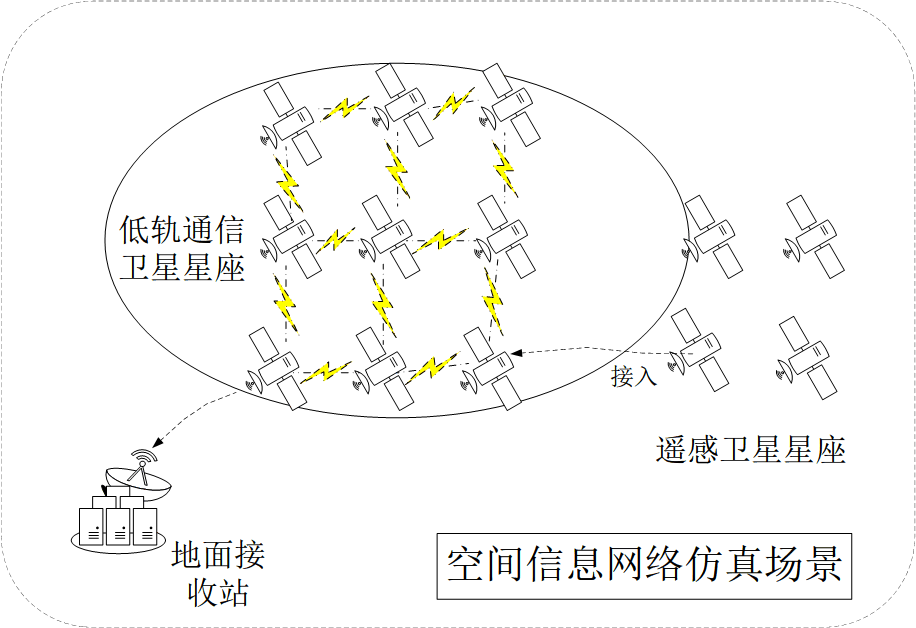 低轨通信
卫星星座
接入
遥感卫星星座
地面接
收站
空间信息网络仿真场景